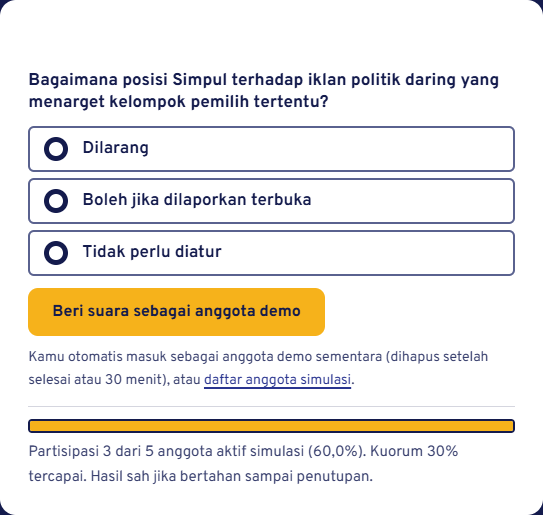 Bagaimana posisi Simpul terhadap iklan politik daring yang
menarget kelompok pemilih tertentu?
Dilarang
Boleh jika dilaporkan terbuka
Tidak perlu diatur
Beri suara sebagai anggota demo
Kamu otomatis masuk sebagai anggota demo sementara (dihapus setelah
selesai atau 30 menit), atau daftar anggota simulasi.
Partisipasi 3 dari 5 anggota aktif simulasi (60,0%). Kuorum 30%
tercapai. Hasil sah jika bertahan sampai penutupan.